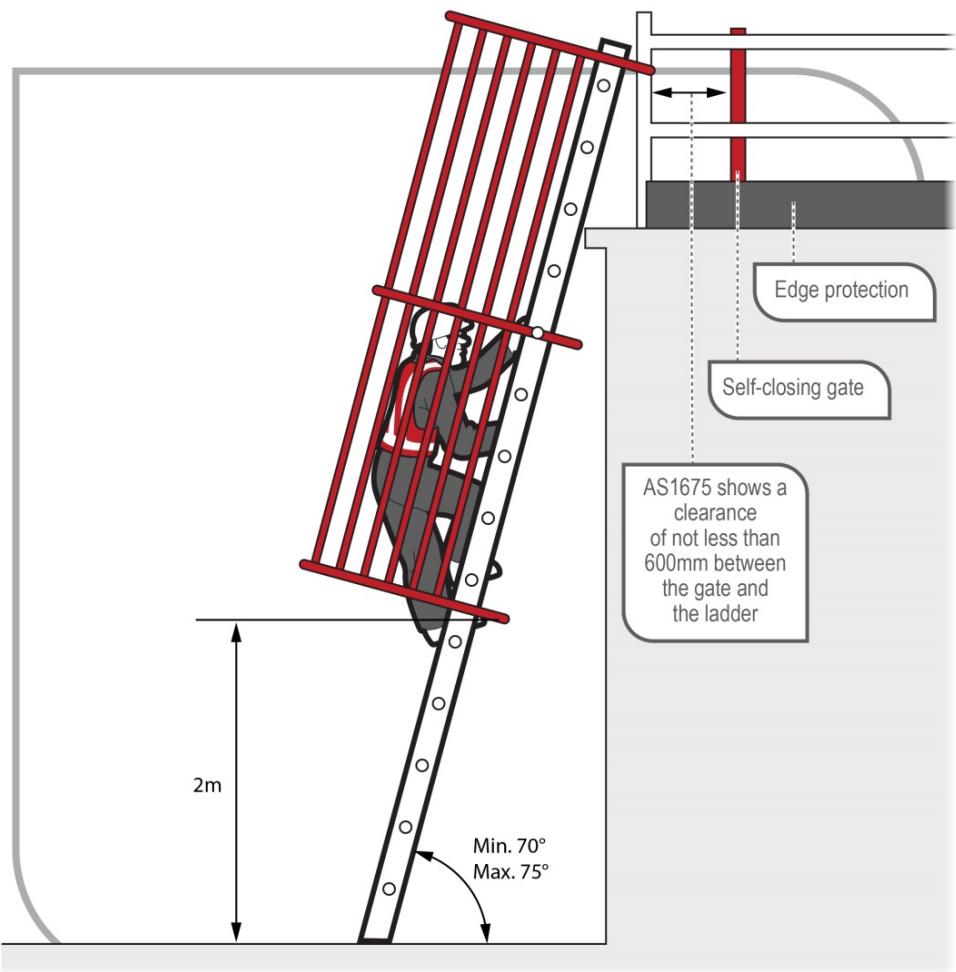 Edge protection
Self-closing gate
AS1675 shows a
clearance
of not less than
600mm between
the gate and
the ladder
2m
Min. 70°
Max. 75°